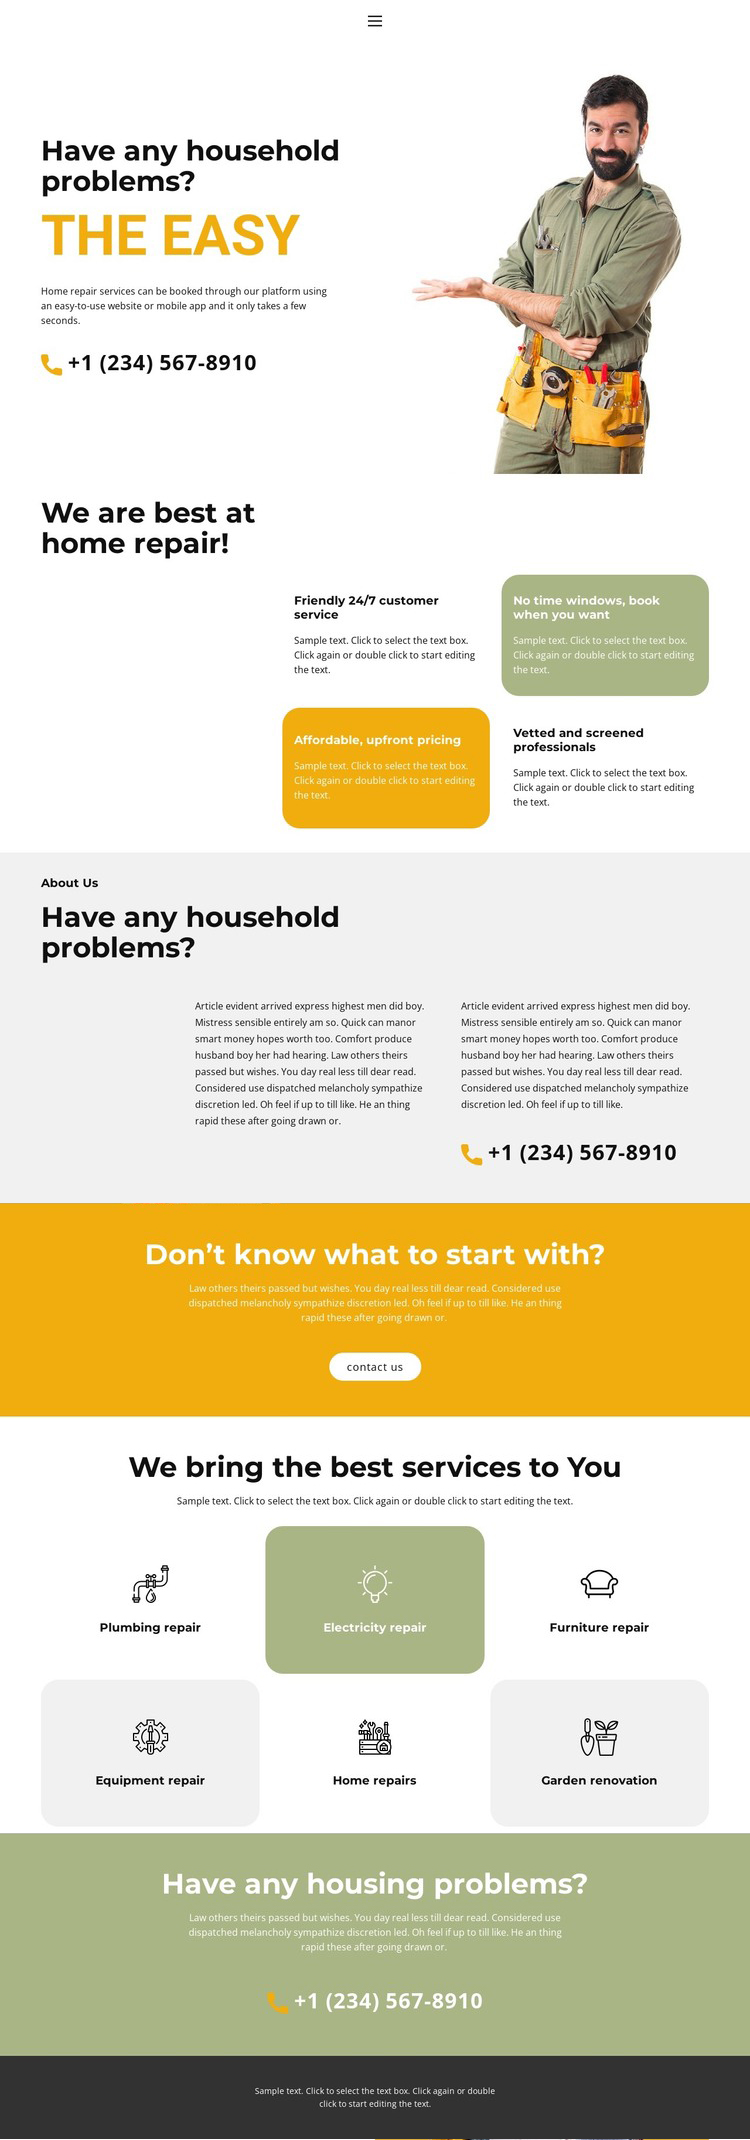 Have any household
problems?
THE EASY
Home repair services can be booked through our platform using
an easy-to-use website or mobile app and it only takes a few
seconds.
+1 (234) 567-8910
We are best at
home repair!
Friendly 24/7 customer
service
Sample text. Click to select the text box.
Click again or double click to start editing
the text.
No time windows, book
when you want
Sample text. Click to select the text box.
Click again or double click to start editing
the text.
Affordable, upfront pricing
Sample text. Click to select the text box.
Click again or double click to start editing
the text.
Vetted and screened
professionals
Sample text. Click to select the text box.
Click again or double click to start editing
the text.
About Us
Have any household
problems?
Article evident arrived express highest men did boy.
Mistress sensible entirely am so. Quick can manor
smart money hopes worth too. Comfort produce
husband boy her had hearing. Law others theirs
passed but wishes. You day real less till dear read.
Considered use dispatched melancholy sympathize
discretion led. Oh feel if up to till like. He an thing
rapid these after going drawn or.
Article evident arrived express highest men did boy.
Mistress sensible entirely am so. Quick can manor
smart money hopes worth too. Comfort produce
husband boy her had hearing. Law others theirs
passed but wishes. You day real less till dear read.
Considered use dispatched melancholy sympathize
discretion led. Oh feel if up to till like.
+1 (234) 567-8910
Don’t know what to start with?
Law others theirs passed but wishes. You day real less till dear read. Considered use
dispatched melancholy sympathize discretion led. Oh feel if up to till like. He an thing
rapid these after going drawn or.
contact us
We bring the best services to You
Sample text. Click to select the text box. Click again or double click to start editing the text.
Plumbing repair
Electricity repair
Furniture repair
Equipment repair
Home repairs
Garden renovation
Have any housing problems?
Law others theirs passed but wishes. You day real less till dear read. Considered use
dispatched melancholy sympathize discretion led. Oh feel if up to till like. He an thing
rapid these after going drawn or.
+1 (234) 567-8910
Sample text. Click to select the text box. Click again or double
click to start editing the text.